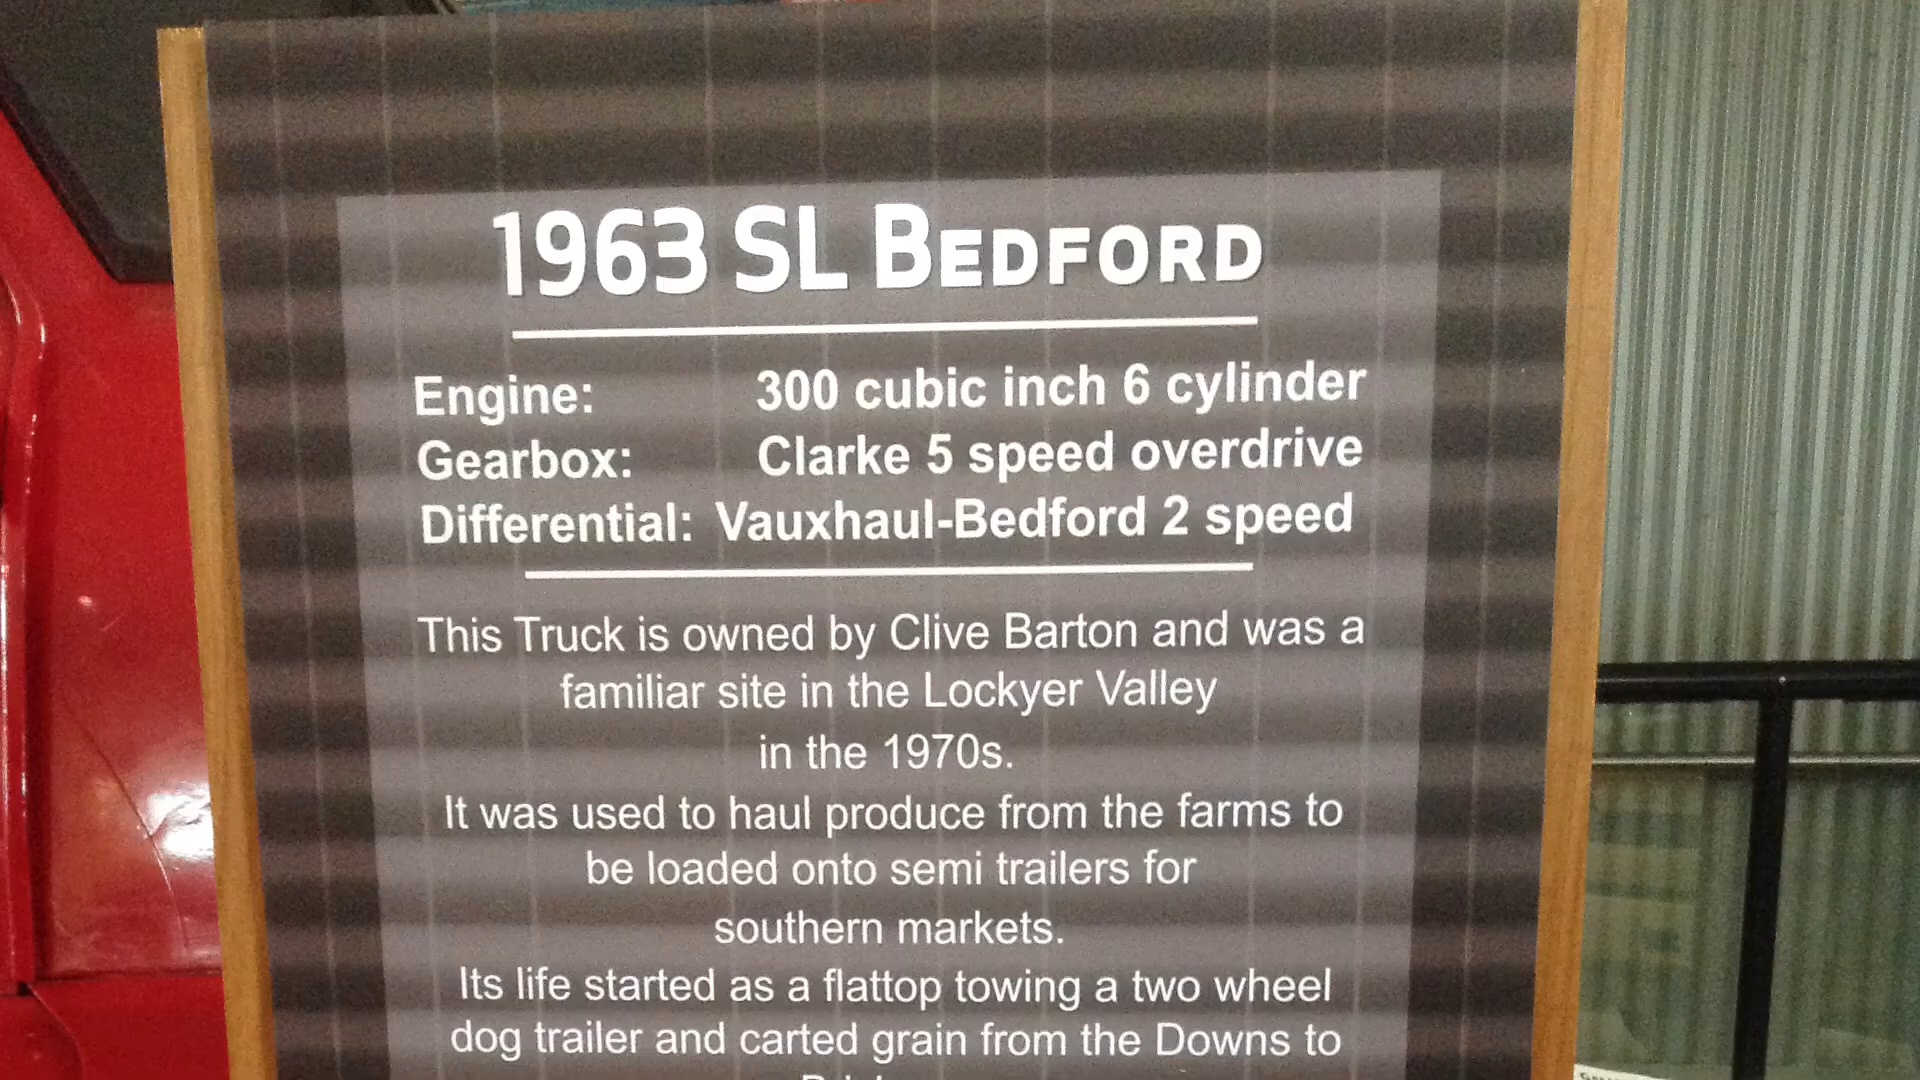 1963 SL BEDFORD
Engine: 300 cubic inch 6 cylinder
Gearbox: Clarke 5 speed overdrive
Differential: Vauxhaul-Bedford 2 speed
This Truck is owned by Clive Barton and was a
familiar site in the Lockyer Valley
in the 1970s.
It was used to haul produce from the farms to
be loaded onto semi trailers for
southern markets.
Its life started as a flattop towing a two wheel
dog trailer and carted grain from the Downs to